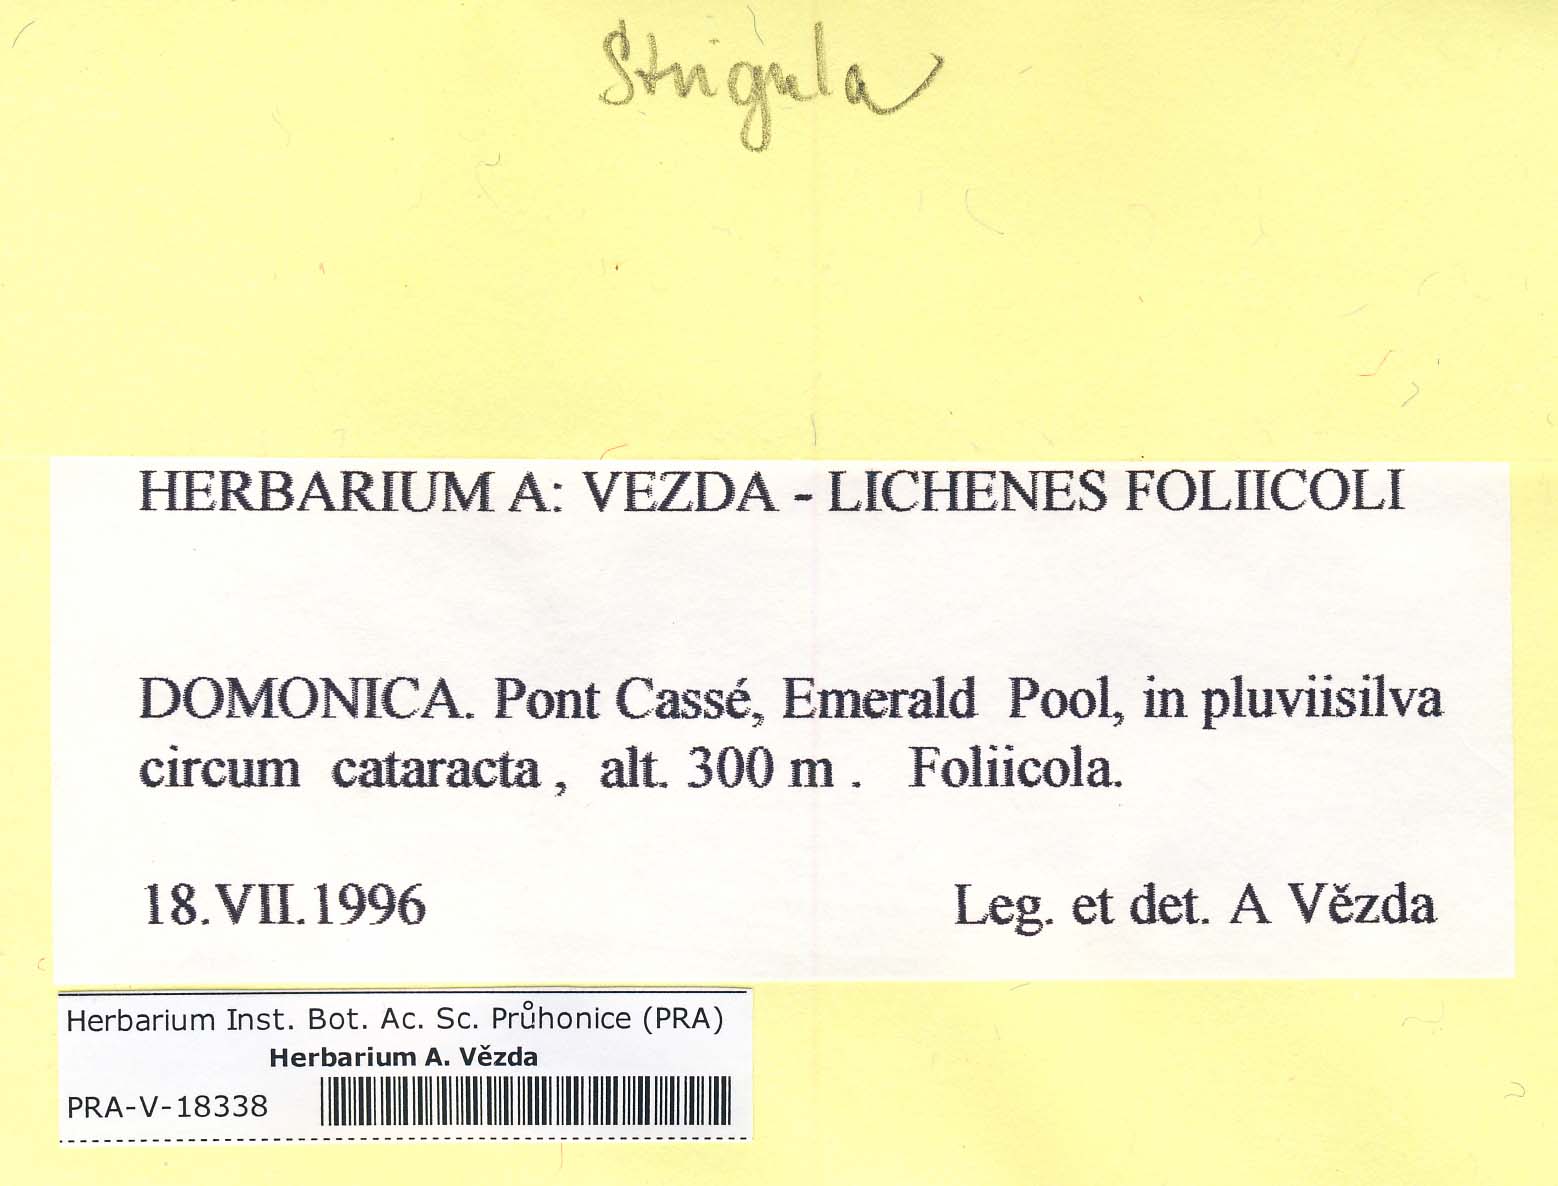 Strigula
HERBARIUM A: VEZDA - LICHENES FOLIICOLI
DOMONICA. Pont Cassé, Emerald Pool, in pluviisilva
circum cataracta , alt. 300 m . Foliicola.
18.VII.1996 Leg. et det. A Vězda
Herbarium Inst. Bot. Ac. Sc. Průhonice (PRA)
Herbarium A. Vězda
PRA-V-18338